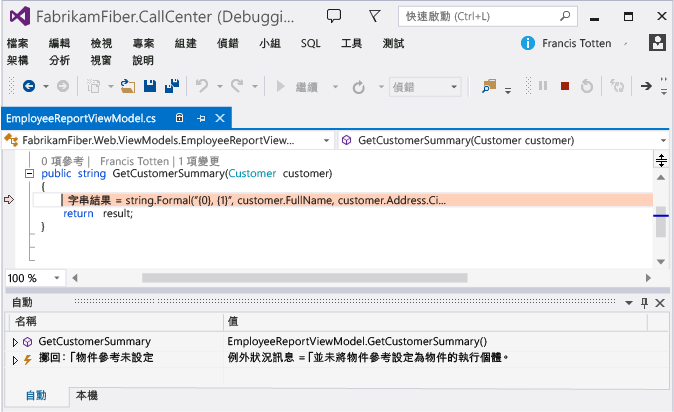 FabrikamFiber.CallCenter (Debuggi...
快速啟動 (Ctrl+L)
檔案 編輯 檢視 專案 組建 偵錯 小組 SQL 工具 測試
Francis Totten
架構 分析 視窗 說明
繼續 偵錯
EmployeeReportViewModel.cs
FabrikamFiber.Web.ViewModels.EmployeeReportView...
GetCustomerSummary(Customer customer)
0 項參考 | Francis Totten | 1 項變更
public string GetCustomerSummary(Customer customer)
{
字串結果 = string.Formal("{0}, {1}", customer.FullName, customer.Address.Ci...
return result;
}
100 %
自動
名稱 值
GetCustomerSummary EmployeeReportViewModel.GetCustomerSummary()
擲回：「物件參考未設定 例外狀況訊息 =「並未將物件參考設定為物件的執行個體。
自動 本機